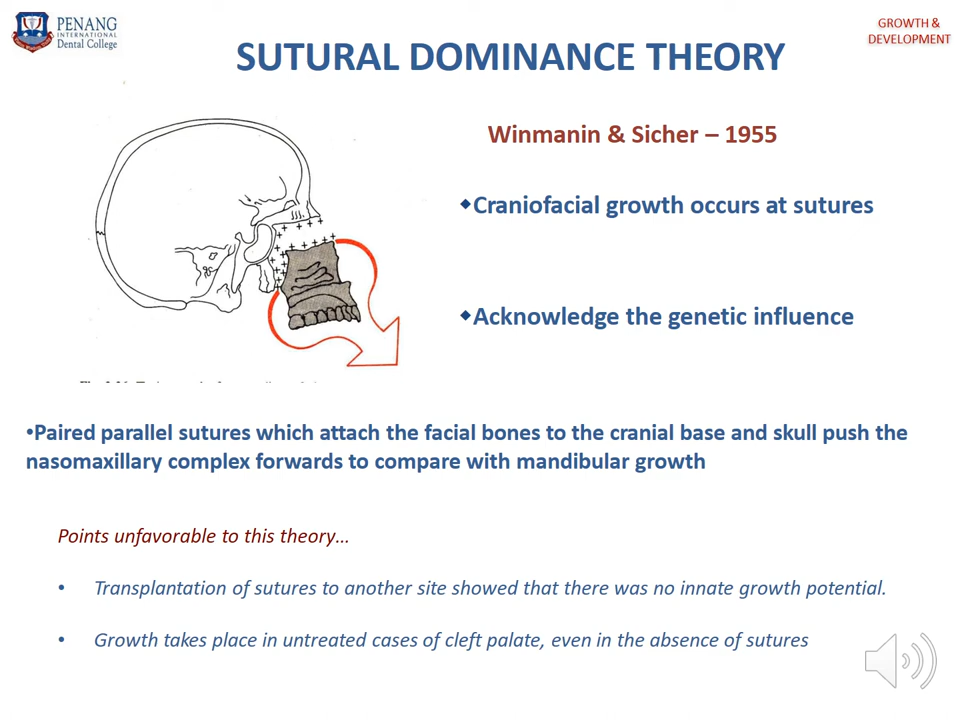 PENANG
INTERNATIONAL
Dental College
GROWTH &
DEVELOPMENT
SUTURAL DOMINANCE THEORY
Winmanin & Sicher – 1955
❖Craniofacial growth occurs at sutures
❖Acknowledge the genetic influence
•Paired parallel sutures which attach the facial bones to the cranial base and skull push the
nasomaxillary complex forwards to compare with mandibular growth
Points unfavorable to this theory…
• Transplantation of sutures to another site showed that there was no innate growth potential.
• Growth takes place in untreated cases of cleft palate, even in the absence of sutures